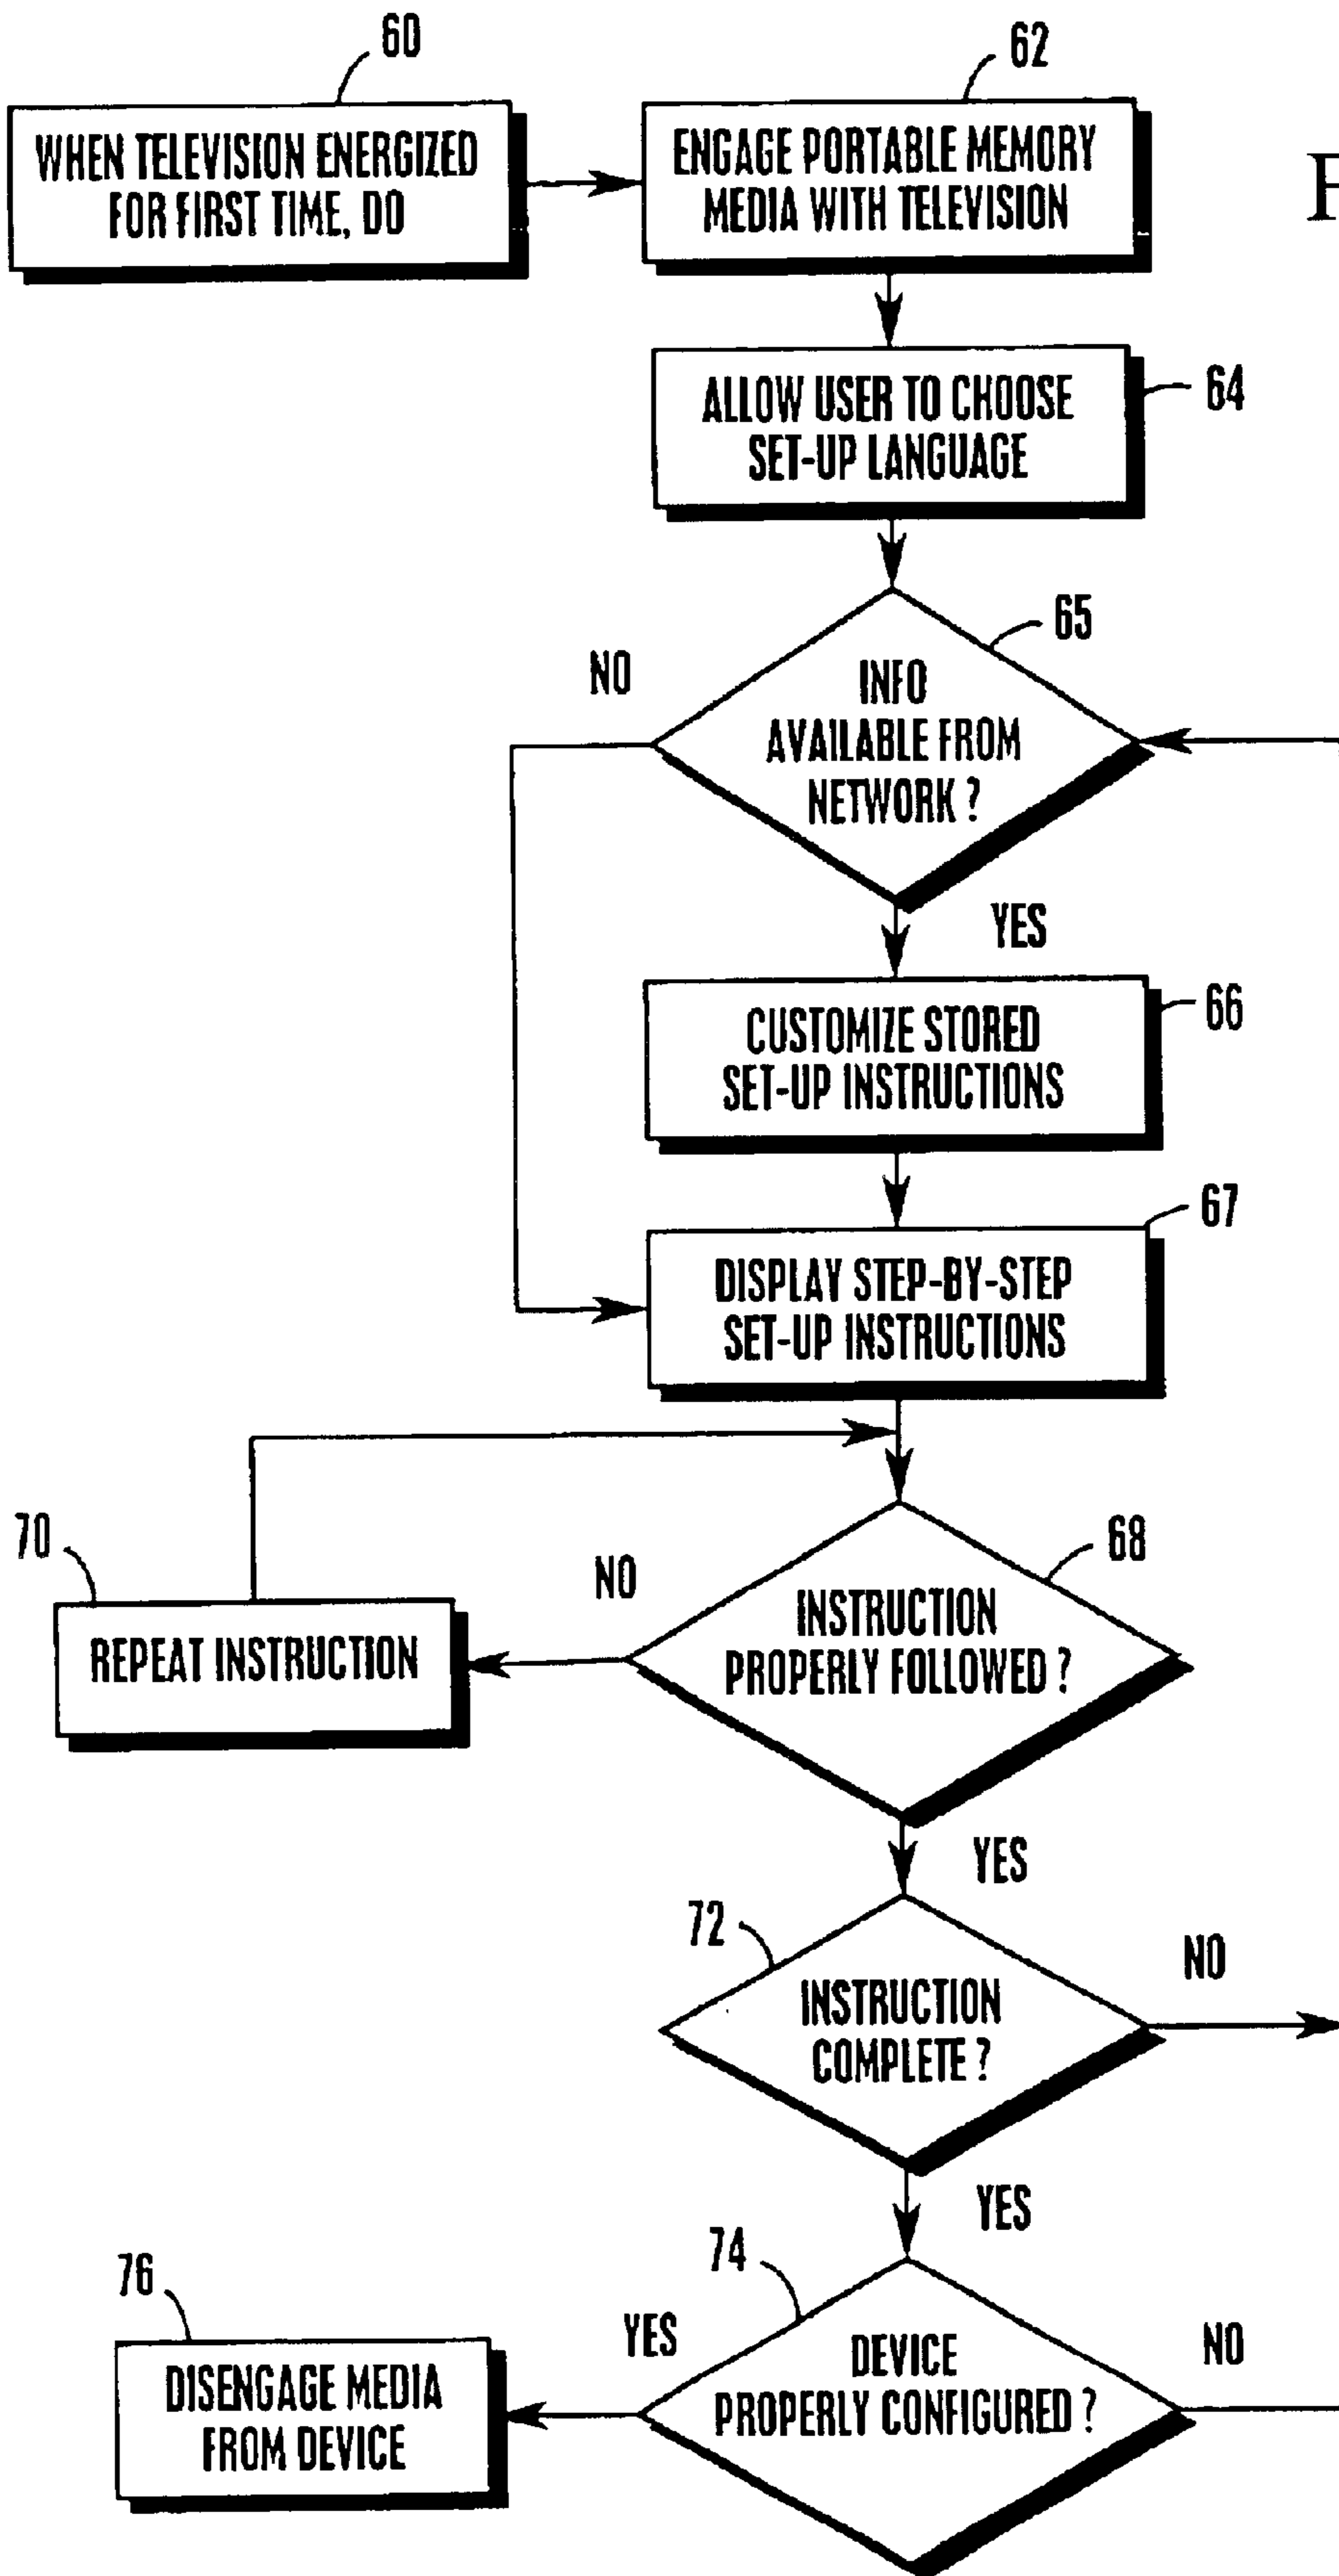 60
WHEN TELEVISION ENERGIZED
FOR FIRST TIME, DO
62
ENGAGE PORTABLE MEMORY
MEDIA WITH TELEVISION
F
64
ALLOW USER TO CHOOSE
SET-UP LANGUAGE
65
NO
INFO
AVAILABLE FROM
NETWORK ?
YES
66
CUSTOMIZE STORED
SET-UP INSTRUCTIONS
67
DISPLAY STEP-BY-STEP
SET-UP INSTRUCTIONS
70
REPEAT INSTRUCTION
NO
68
INSTRUCTION
PROPERLY FOLLOWED ?
YES
72
NO
INSTRUCTION
COMPLETE ?
YES
76
DISENGAGE MEDIA
FROM DEVICE
74
YES
NO
DEVICE
PROPERLY CONFIGURED ?